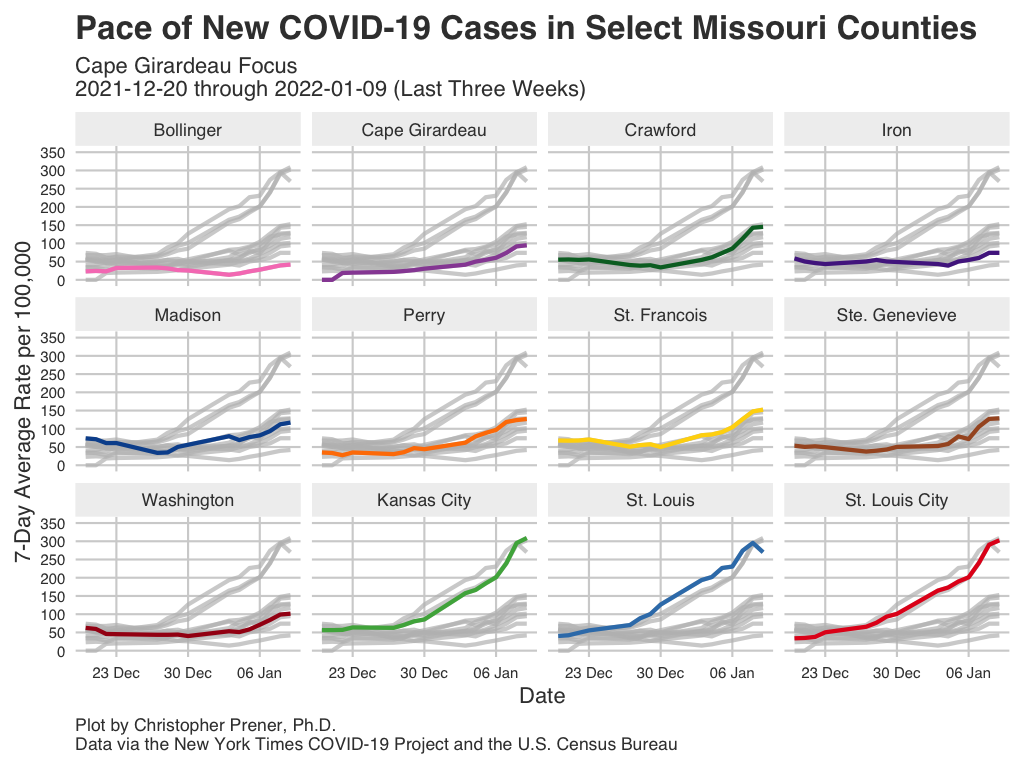 Pace of New COVID-19 Cases in Select Missouri Counties
Cape Girardeau Focus
2021-12-20 through 2022-01-09 (Last Three Weeks)
7-Day Average Rate per 100,000
Bollinger Cape Girardeau Crawford Iron
350
300
250
200
150
100
50
0
Madison Perry St. Francois Ste. Genevieve
350
300
250
200
150
100
50
0
Washington Kansas City St. Louis St. Louis City
350
300
250
200
150
100
50
0
23 Dec 30 Dec 06 Jan 23 Dec 30 Dec 06 Jan 23 Dec 30 Dec 06 Jan 23 Dec 30 Dec 06 Jan
Date
Plot by Christopher Prener, Ph.D.
Data via the New York Times COVID-19 Project and the U.S. Census Bureau